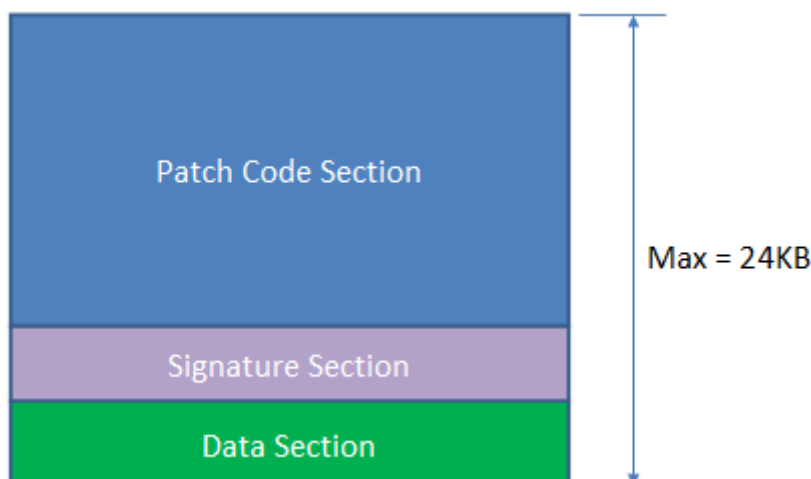 Patch Code Section
Max = 24KB
Signature Section
Data Section